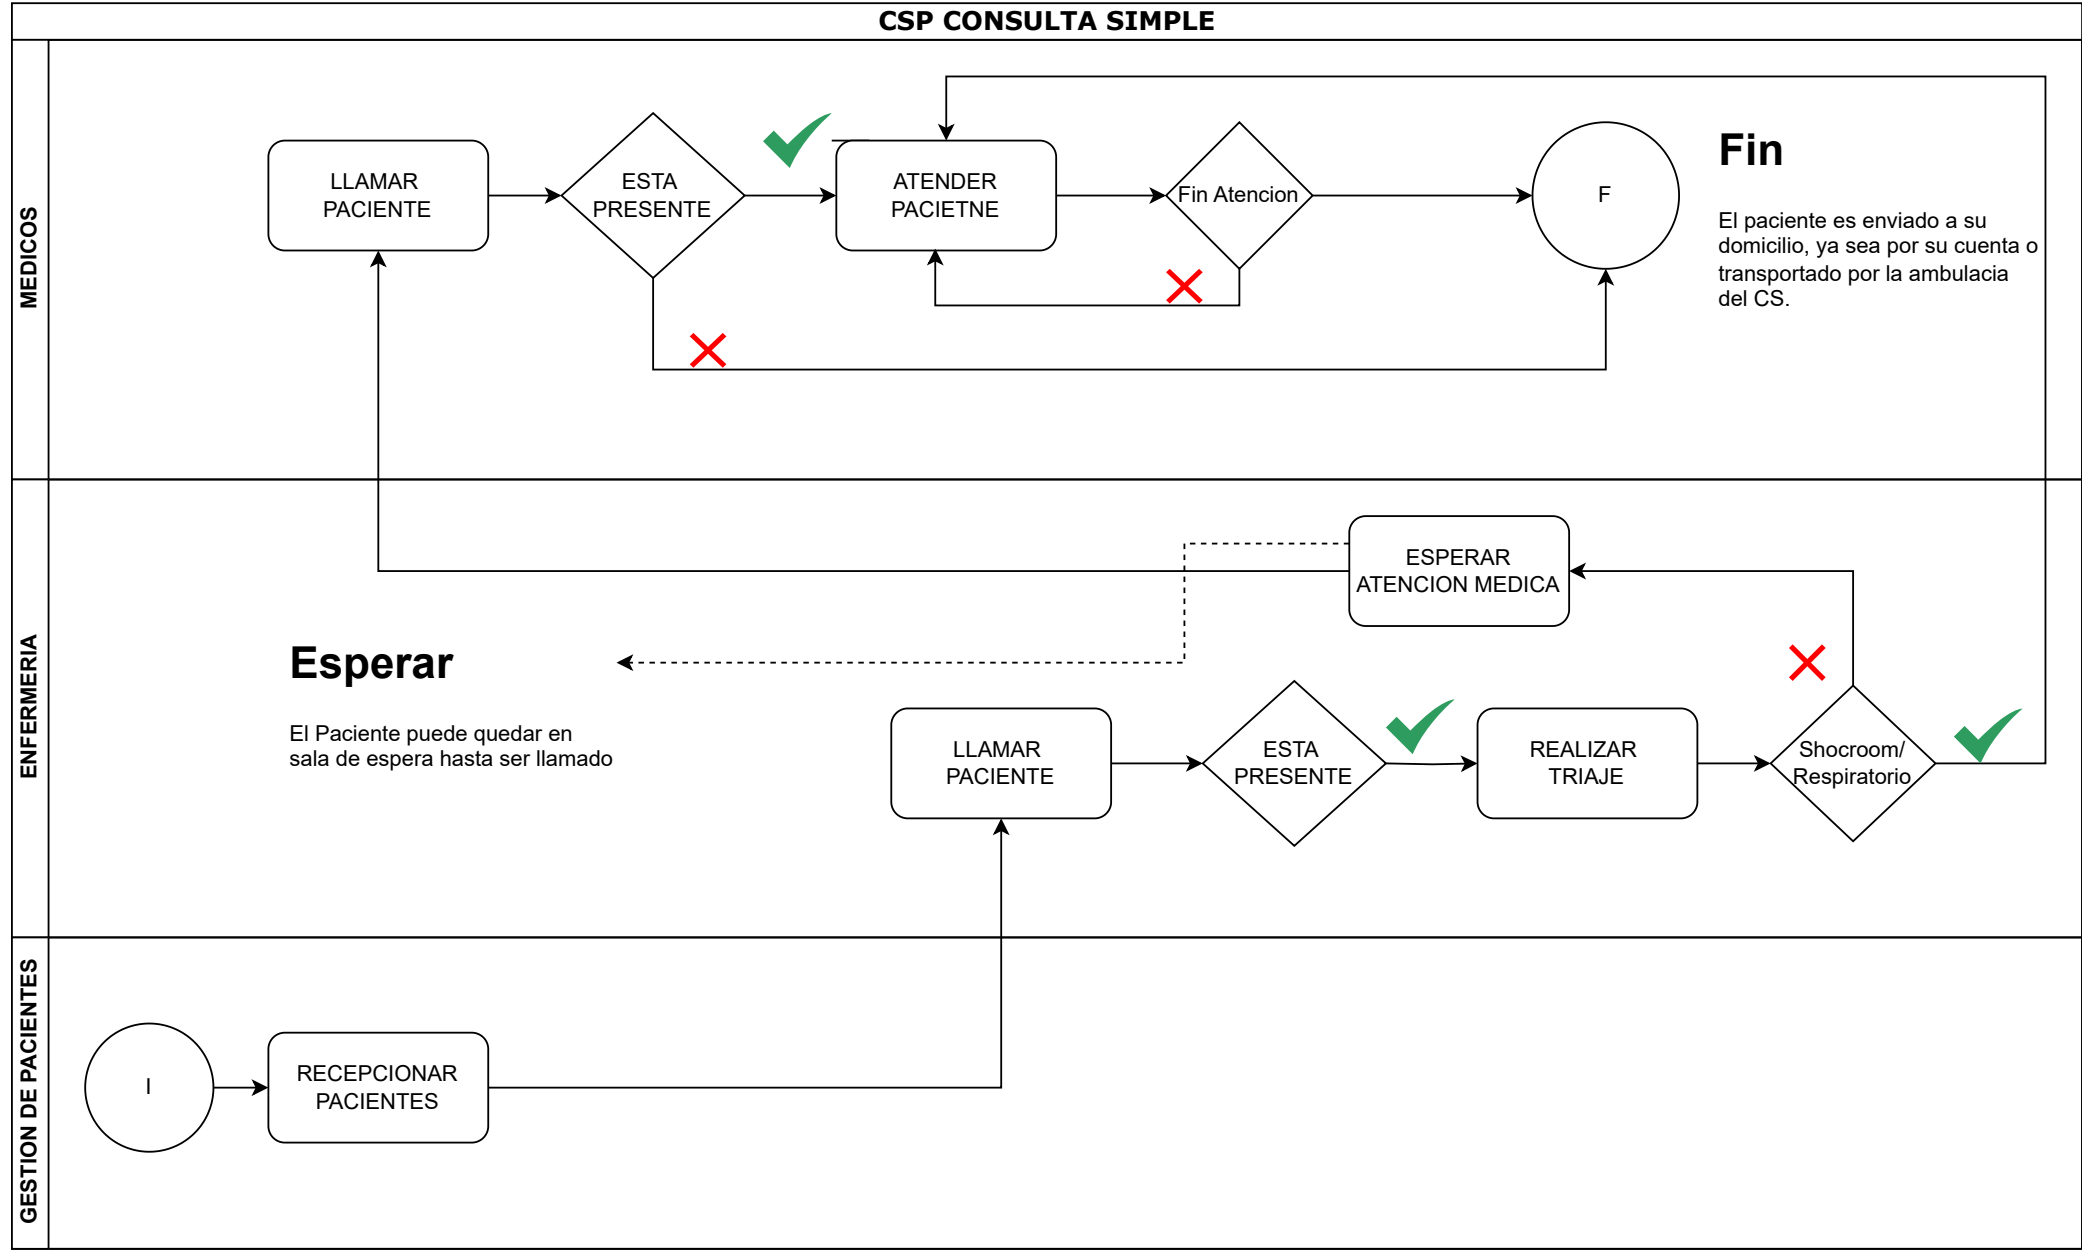 CSP CONSULTA SIMPLE
MEDICOS
LLAMAR
PACIENTE
ESTA
PRESENTE
ATENDER
PACIETNE
Fin Atencion
F
Fin
El paciente es enviado a su
domicilio, ya sea por su cuenta o
transportado por la ambulacia
del CS.
ENFERMERIA
ESPERAR
ATENCION MEDICA
Esperar
El Paciente puede quedar en
sala de espera hasta ser llamado
LLAMAR
PACIENTE
ESTA
PRESENTE
REALIZAR
TRIAJE
Shocroom/
Respiratorio
GESTION DE PACIENTES
I
RECEPCIONAR
PACIENTES